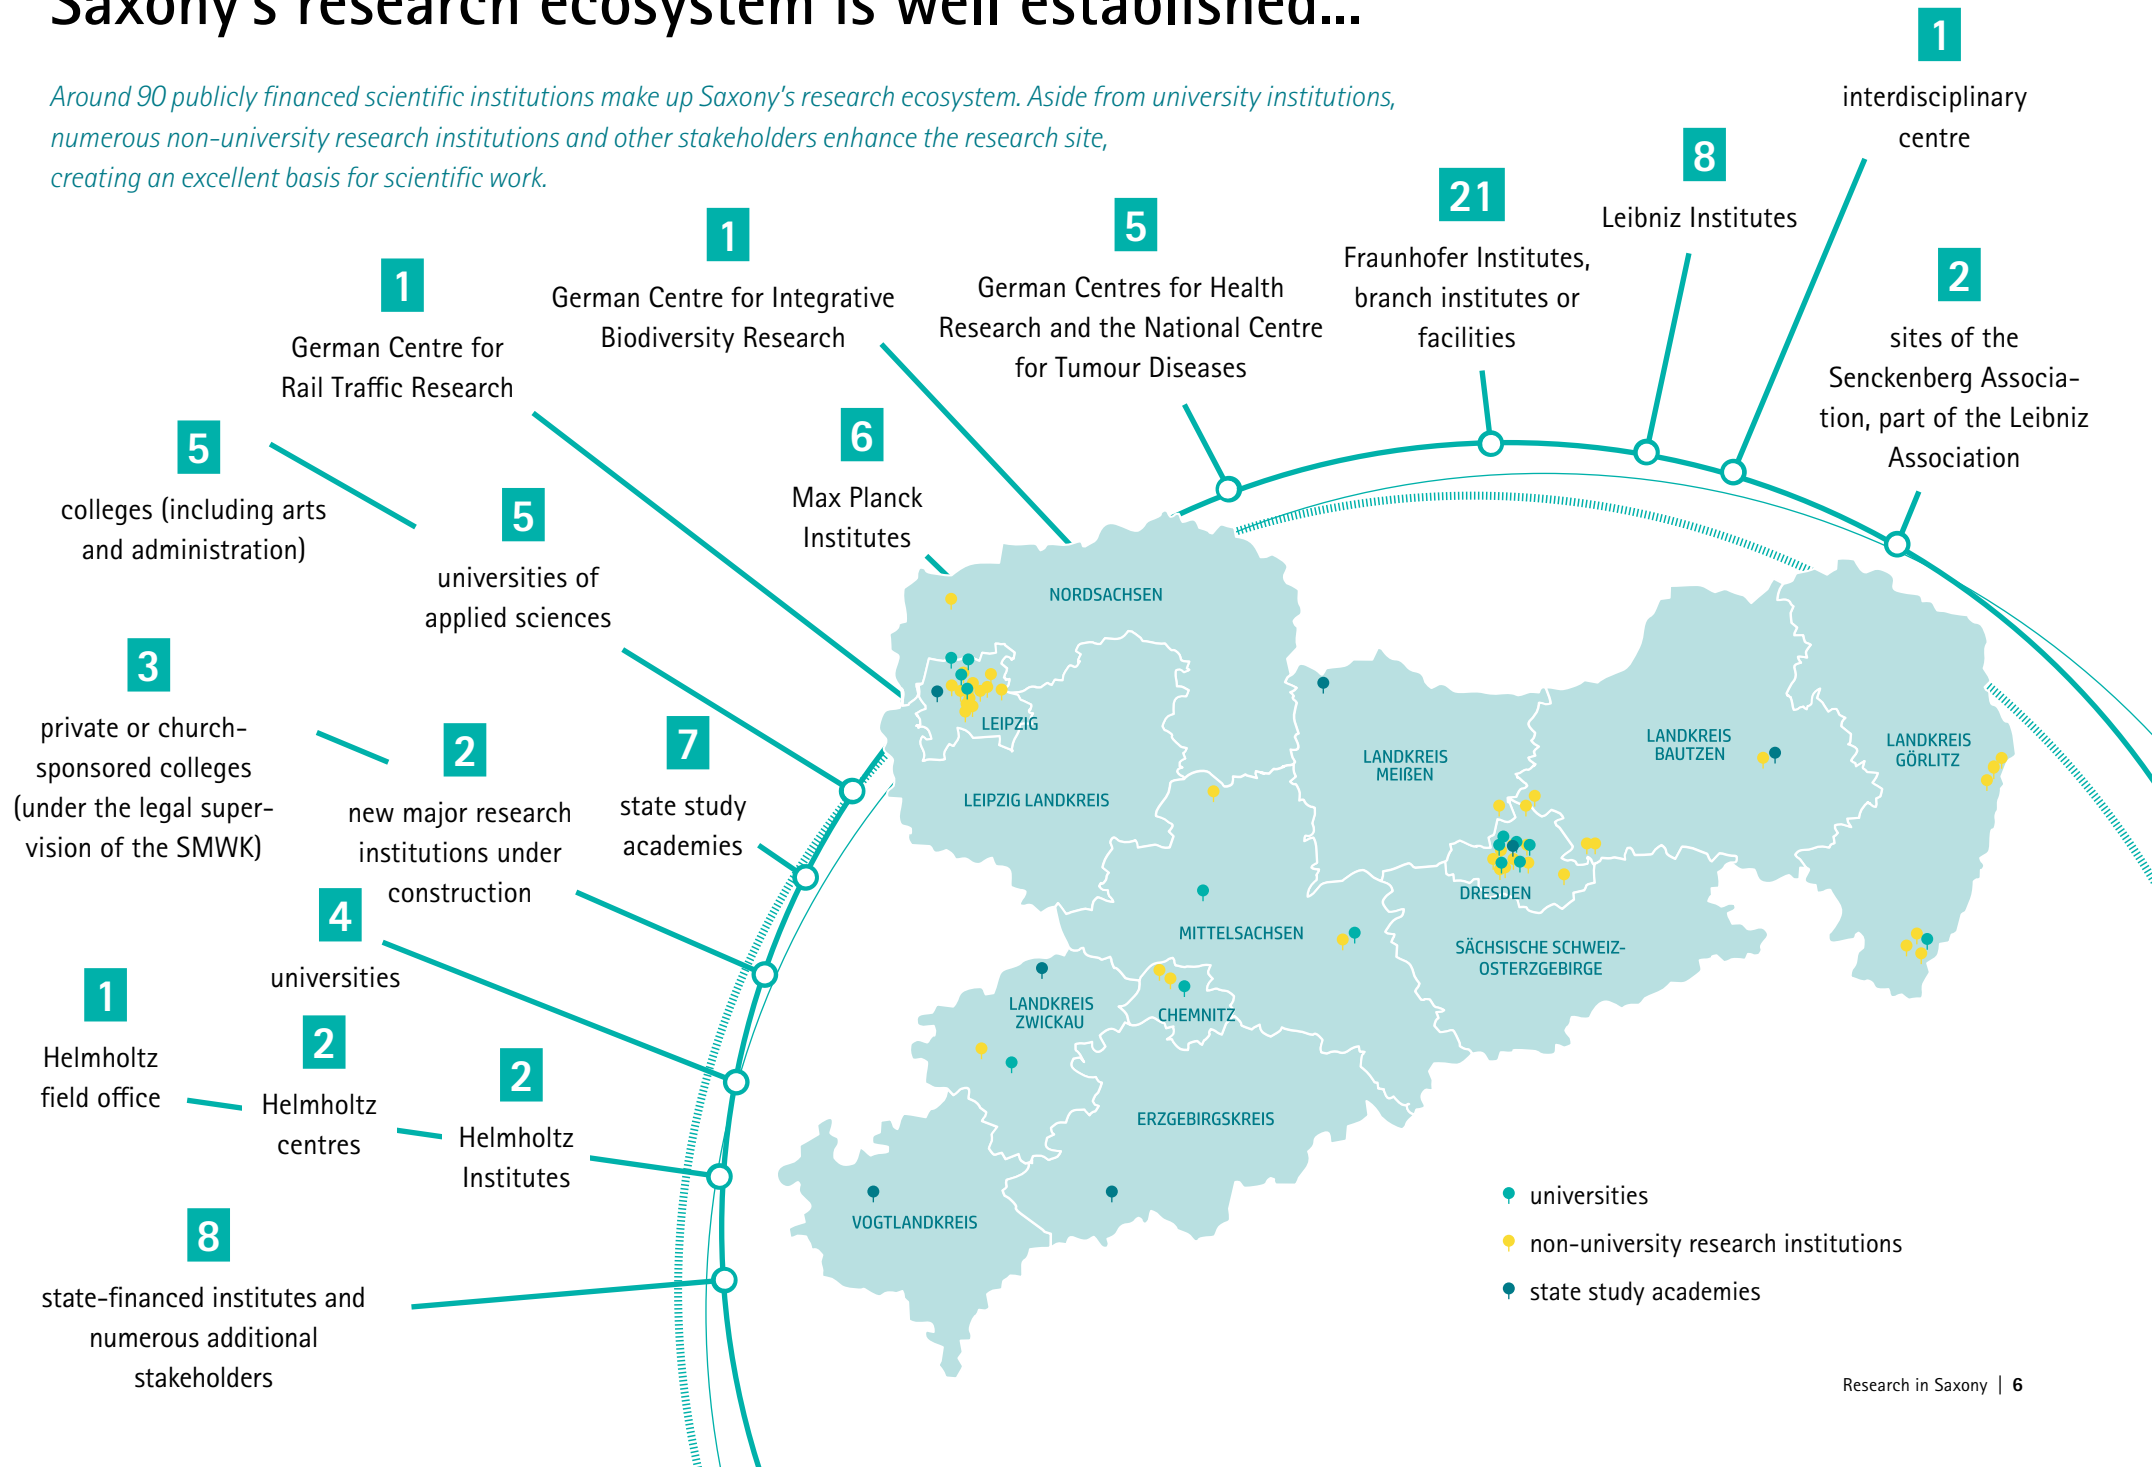 Saxony's research ecosystem is well established...
Around 90 publicly financed scientific institutions make up Saxony's research ecosystem. Aside from university institutions,
numerous non-university research institutions and other stakeholders enhance the research site,
creating an excellent basis for scientific work.
1
interdisciplinary
centre
8
Leibniz Institutes
21
Fraunhofer Institutes,
branch institutes or
facilities
2
sites of the
Senckenberg Associa-
tion, part of the Leibniz
Association
5
German Centres for Health
Research and the National Centre
for Tumour Diseases
1
German Centre for Integrative
Biodiversity Research
1
German Centre for
Rail Traffic Research
6
Max Planck
Institutes
5
colleges (including arts
and administration)
5
universities of
applied sciences
3
private or church-
sponsored colleges
(under the legal super-
vision of the SMWK)
2
new major research
institutions under
construction
7
state study
academies
4
universities
1
Helmholtz
field office
2
Helmholtz
centres
2
Helmholtz
Institutes
8
state-financed institutes and
numerous additional
stakeholders
NORDSACHSEN
LEIPZIG
LEIPZIG LANDKREIS
LANDKREIS
MEIßEN
LANDKREIS
BAUTZEN
LANDKREIS
GÖRLITZ
DRESDEN
MITTELSACHSEN
SÄCHSISCHE SCHWEIZ-
OSTERZGEBIRGE
LANDKREIS
ZWICKAU
CHEMNITZ
ERZGEBIRGSKREIS
VOGTLANDKREIS
universities
non-university research institutions
state study academies
Research in Saxony | 6